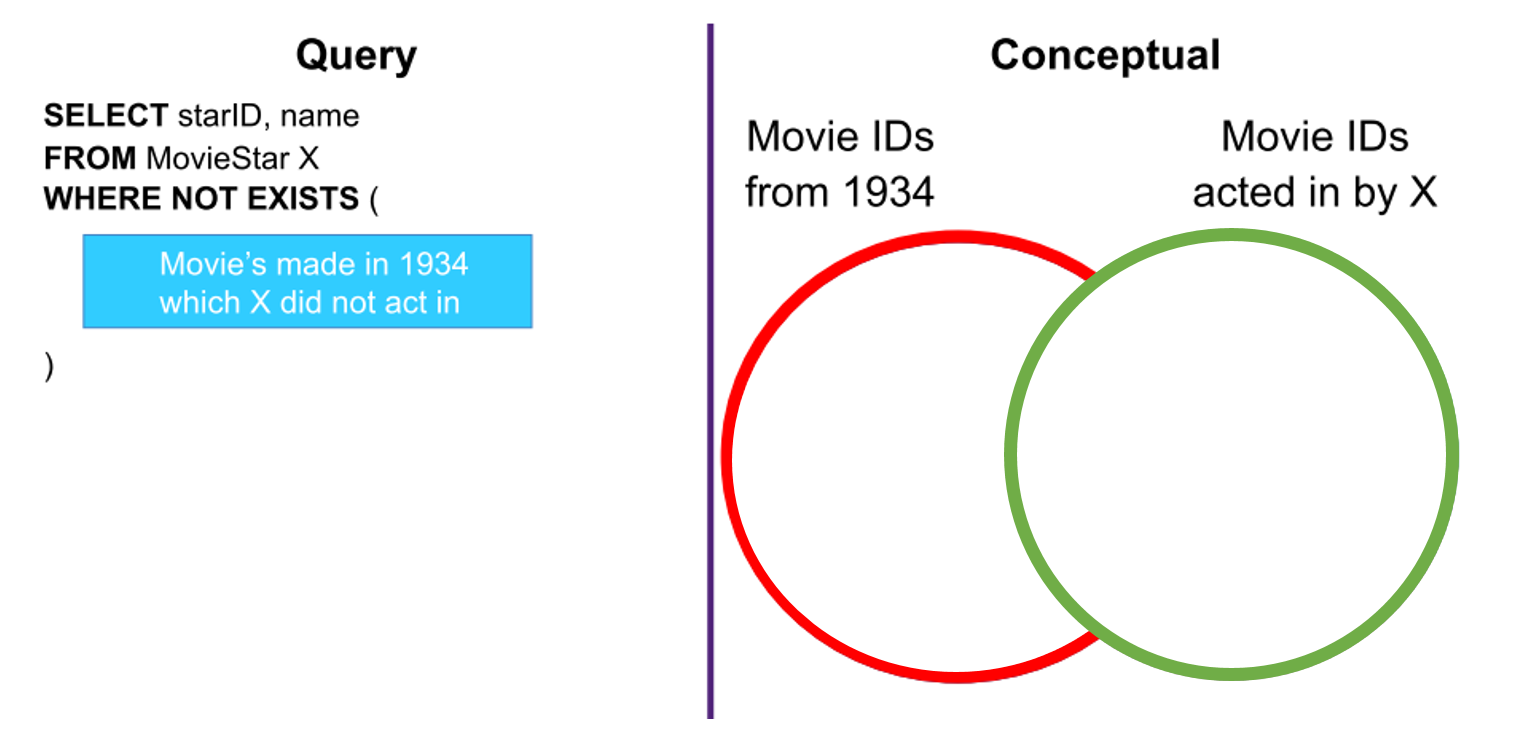 Query
SELECT starID, name
FROM MovieStar X
WHERE NOT EXISTS (
Movie's made in 1934
which X did not act in
)
Conceptual
Movie IDs
from 1934
Movie IDs
acted in by X